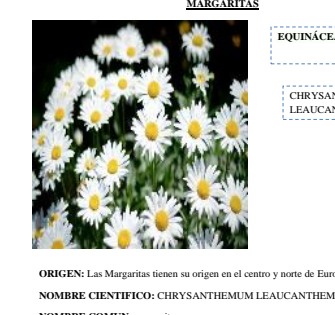 MARGARITAS
EQUINÁCE
CHRYSAN
LEAUCAN
ORIGEN: Las Margaritas tienen su origen en el centro y norte de Euro
NOMBRE CIENTIFICO: CHRYSANTHEMUM LEAUCANTHEM